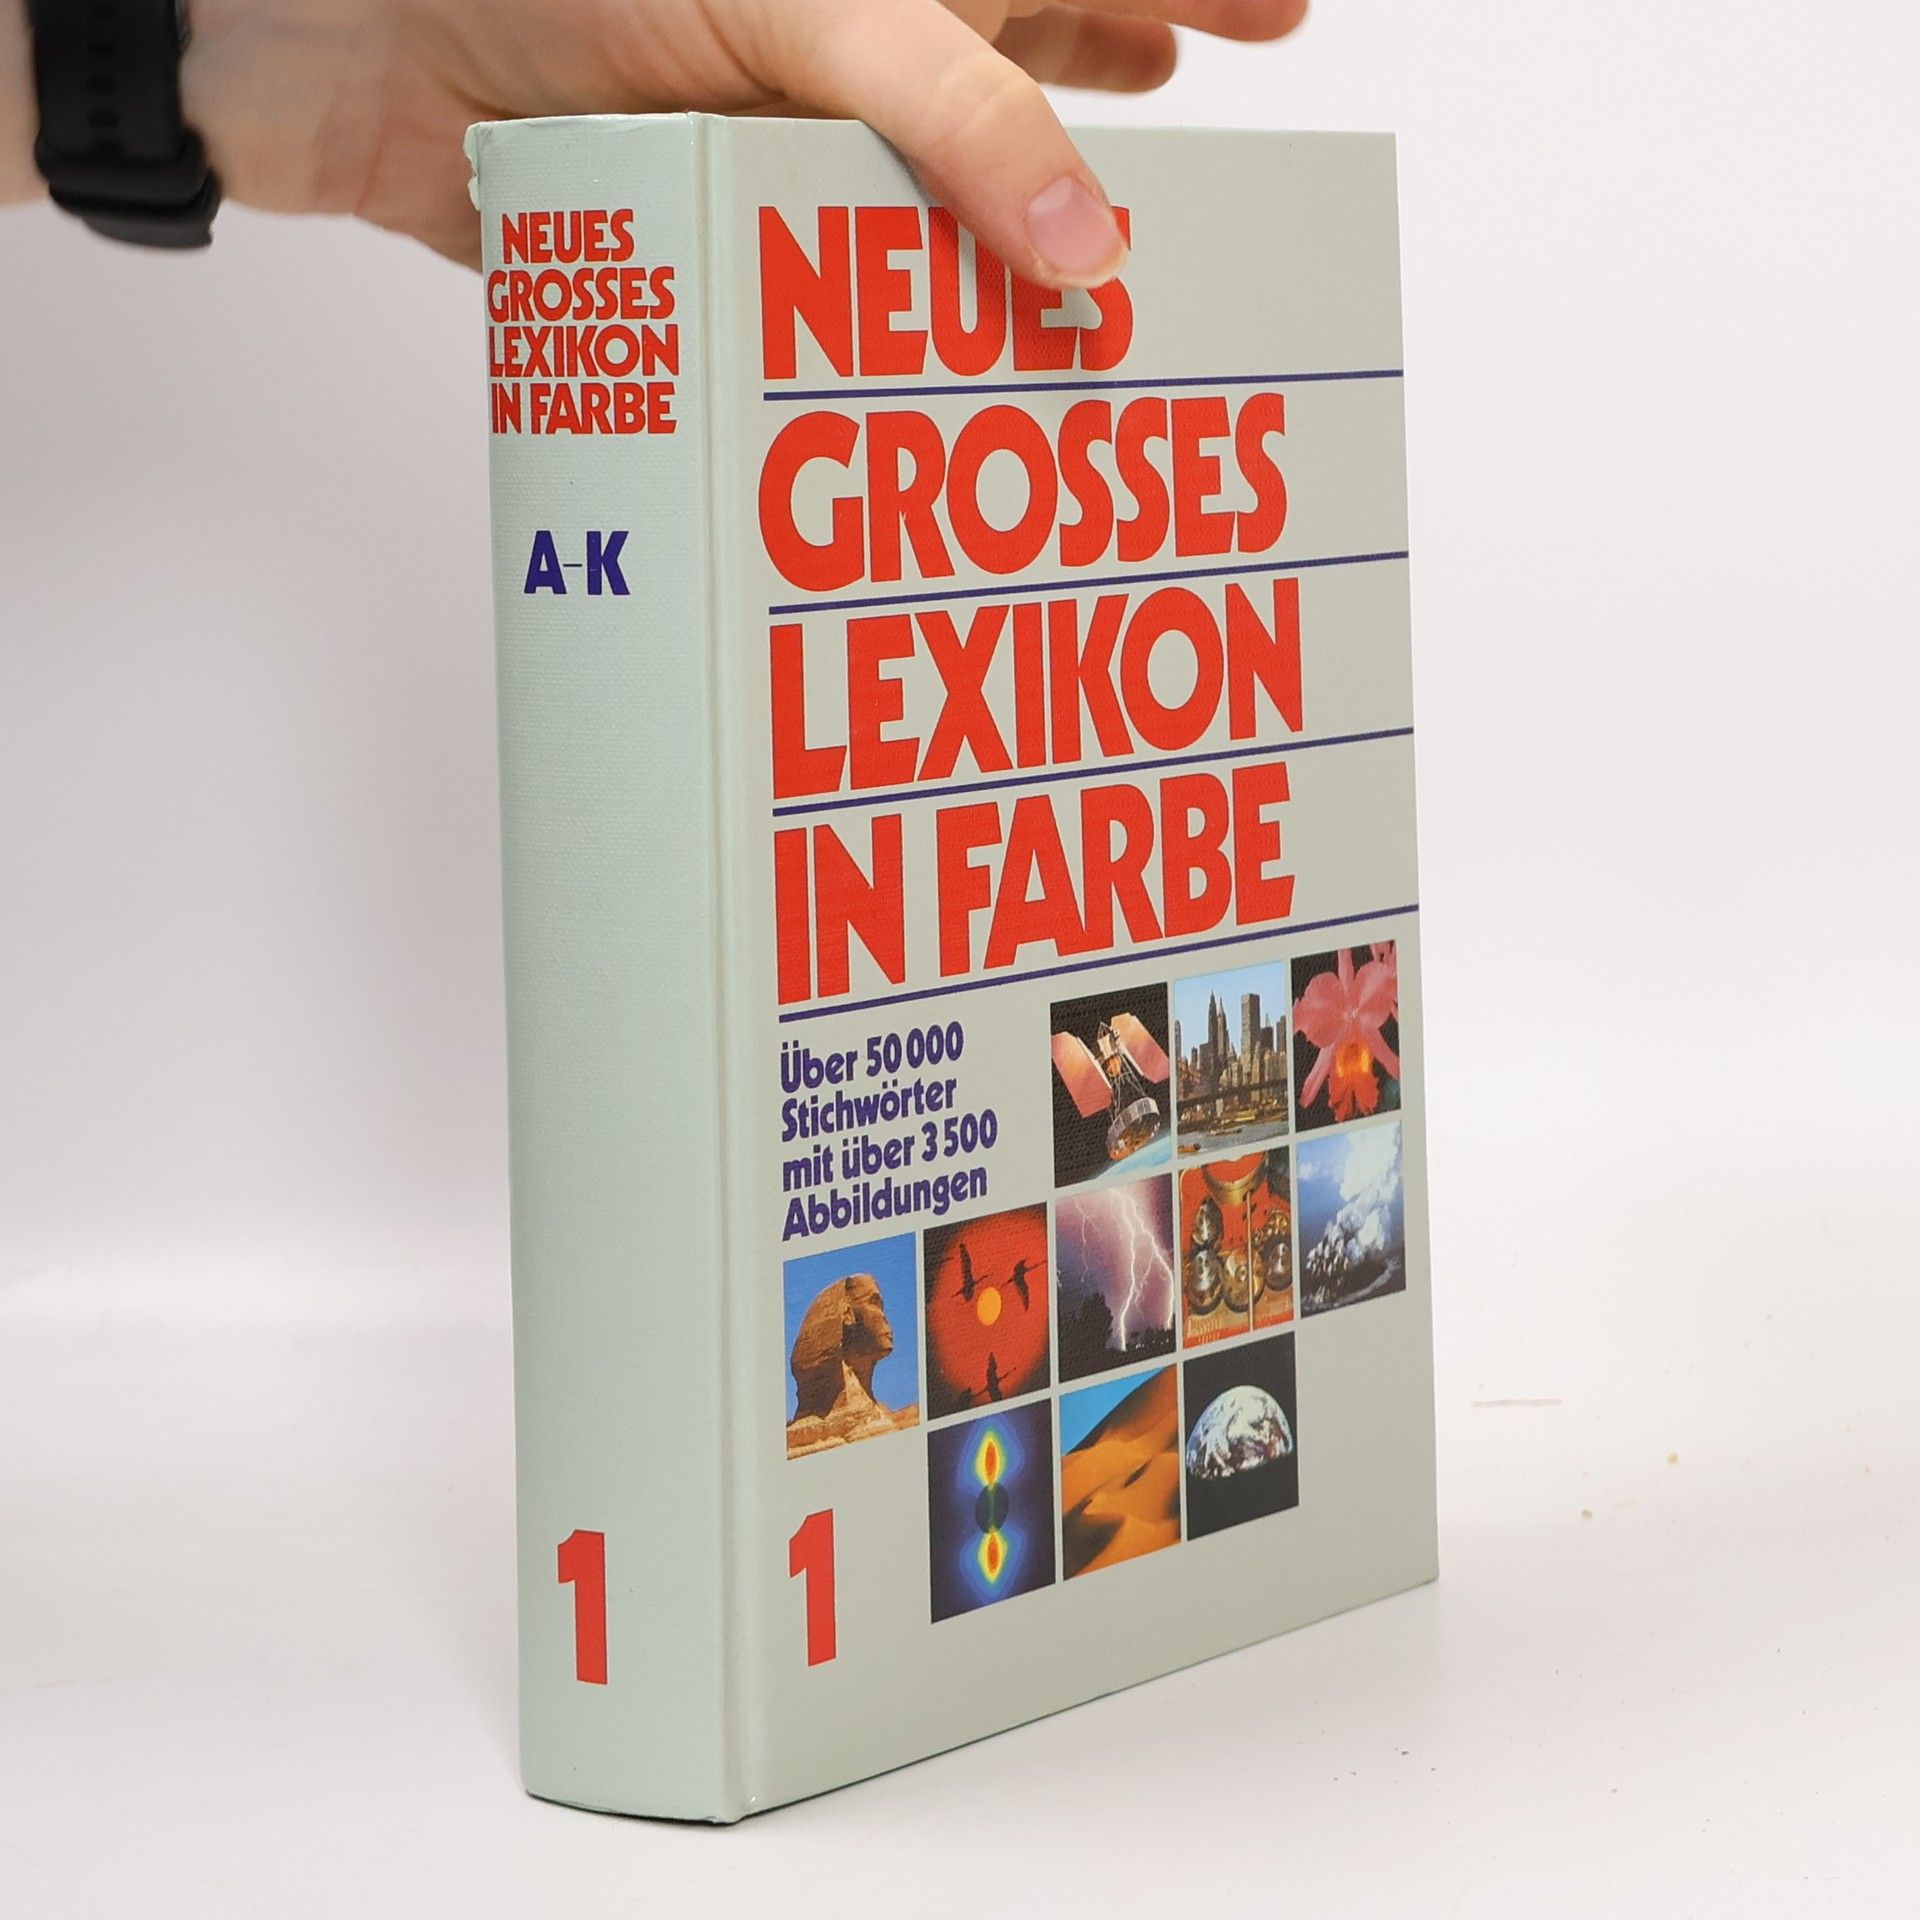 NEUES
GROSSES
LEXIKON
IN FARBE
A-K
1
NEUES
GROSSES
LEXIKON
IN FARBE
Über 50 000
Stichwörter
mit über 3 500
Abbildungen
1